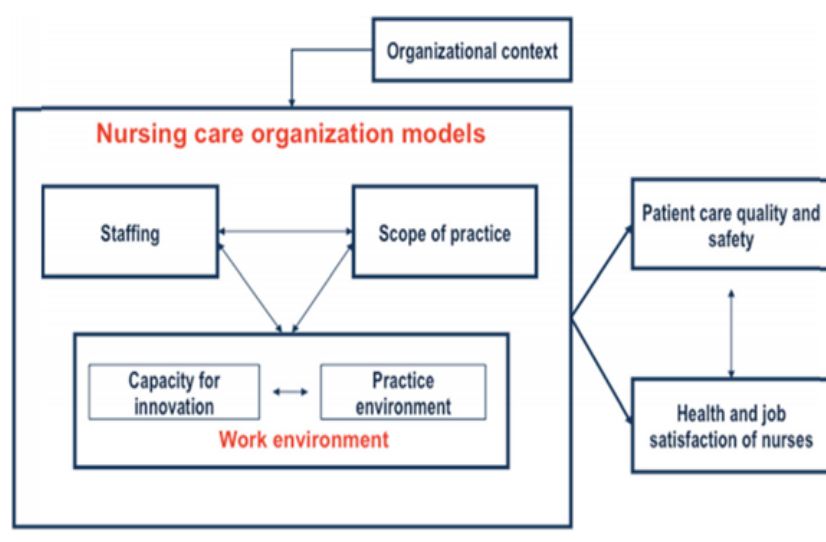 Organizational context
Nursing care organization models
Staffing
Scope of practice
Patient care quality and
safety
Capacity for
innovation
Practice
environment
Work environment
Health and job
satisfaction of nurses